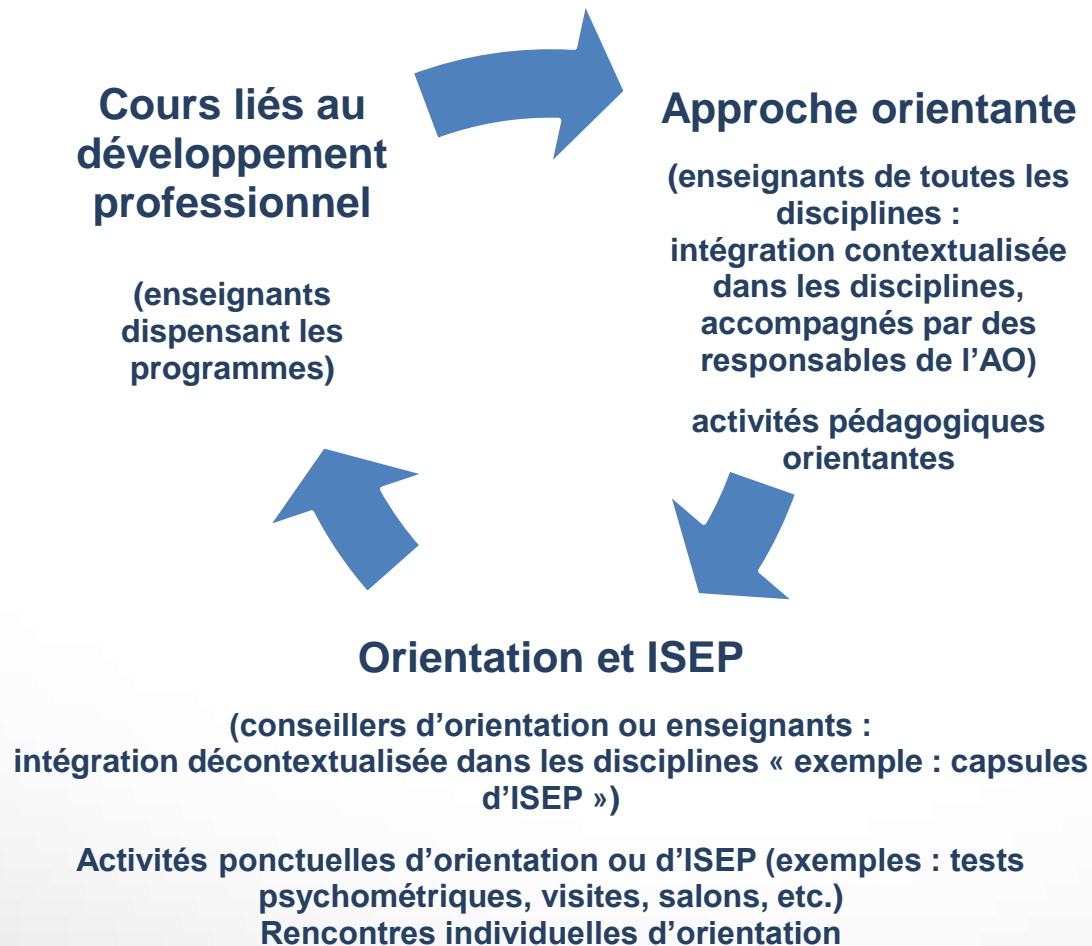 Cours liés au
développement
professionnel
(enseignants
dispensant les
programmes)
Approche orientante
(enseignants de toutes les
disciplines :
intégration contextualisée
dans les disciplines,
accompagnés par des
responsables de l’AO)
activités pédagogiques
orientantes
Orientation et ISEP
(conseillers d’orientation ou enseignants :
intégration décontextualisée dans les disciplines « exemple : capsules
d’ISEP »)
Activités ponctuelles d’orientation ou d’ISEP (exemples : tests
psychométriques, visites, salons, etc.)
Rencontres individuelles d’orientation